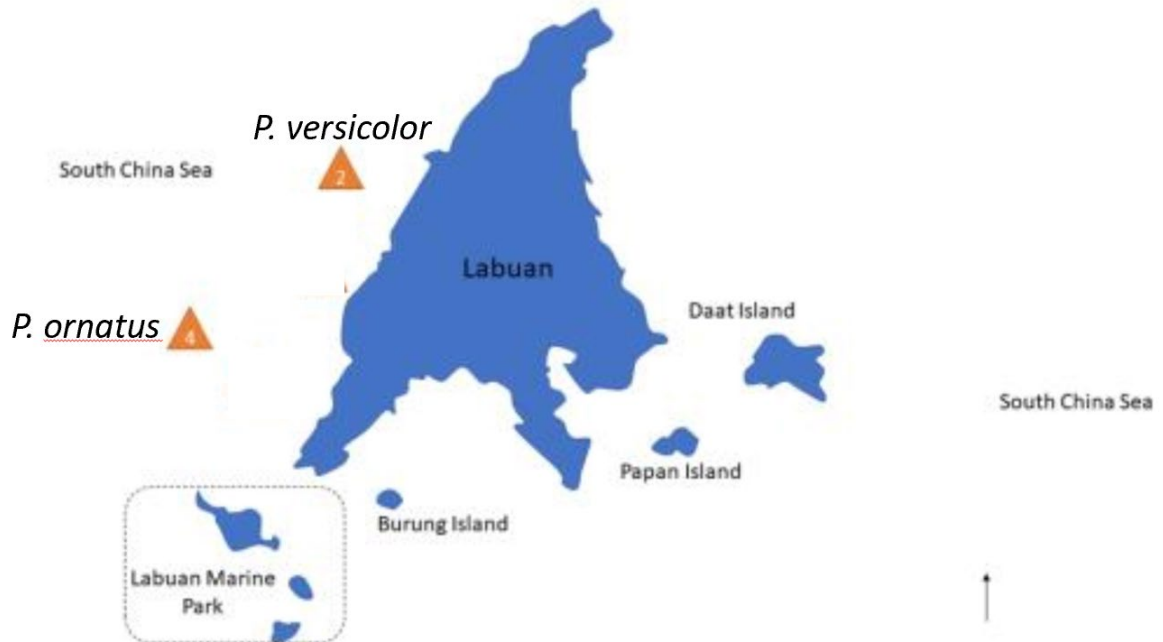 P. versicolor
South China Sea
2
Labuan
Daat Island
P. ornatus
4
South China Sea
Papan Island
Burung Island
Labuan Marine
Park